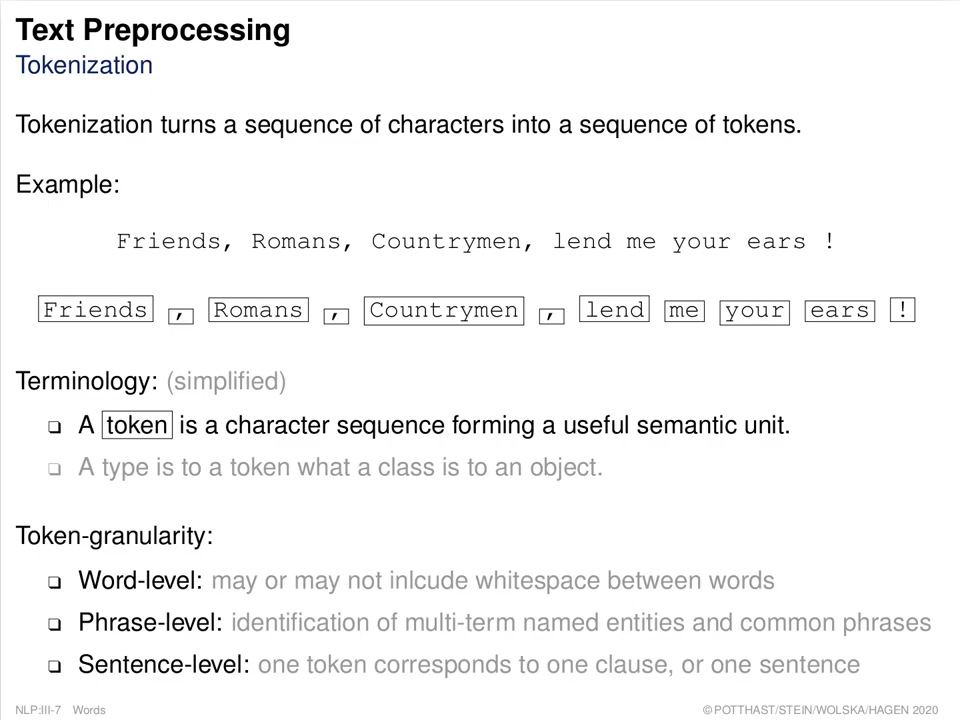 Text Preprocessing
Tokenization
Tokenization turns a sequence of characters into a sequence of tokens.
Example:
Friends, Romans, Countrymen, lend me your ears !
Friends , Romans , Countrymen , lend me your ears !
Terminology: (simplified)
❑ A token is a character sequence forming a useful semantic unit.
❑ A type is to a token what a class is to an object.
Token-granularity:
❑ Word-level: may or may not inlcude whitespace between words
❑ Phrase-level: identification of multi-term named entities and common phrases
❑ Sentence-level: one token corresponds to one clause, or one sentence
NLP:III-7 Words © POTTHAST/STEIN/WOLSKA/HAGEN 2020